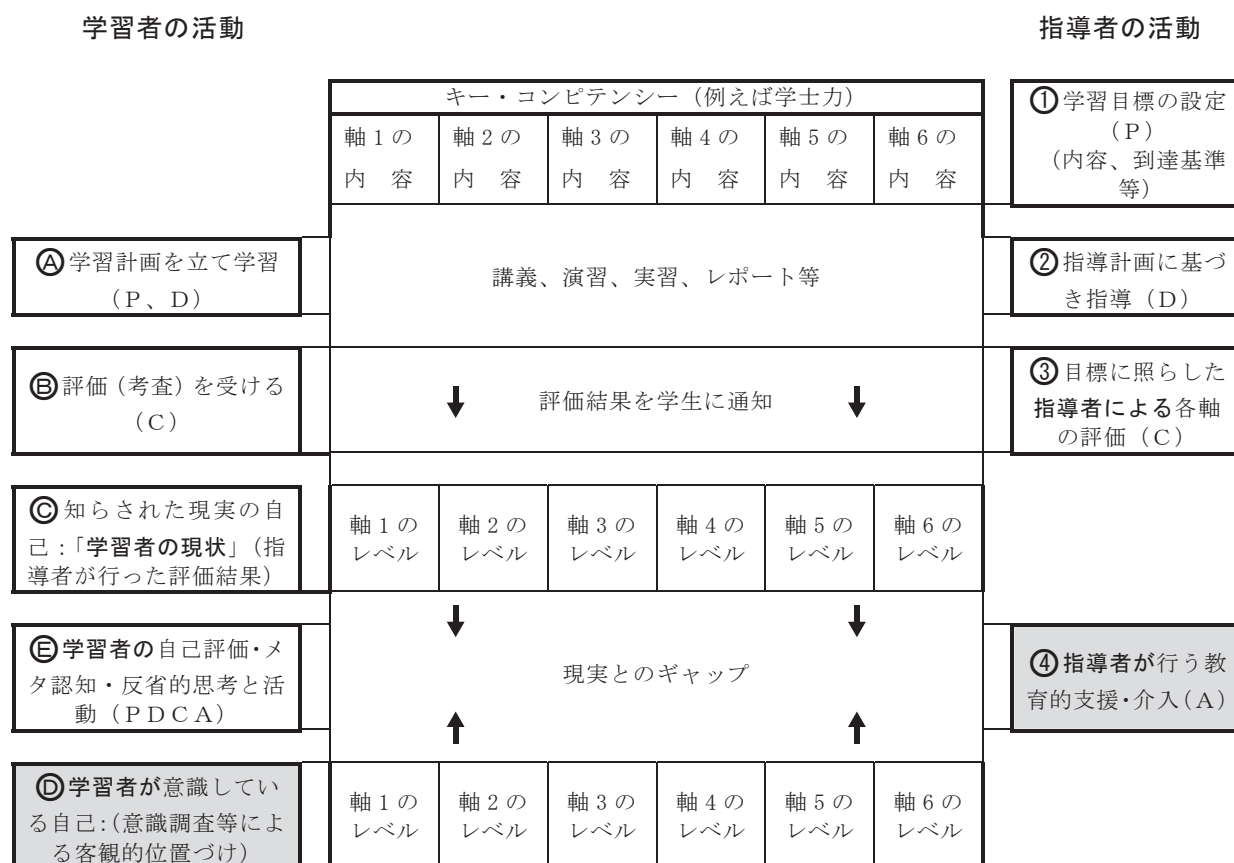 学習者の活動
指導者の活動
キー・コンピテンシー（例えば学士力）
軸1の
内　容
軸2の
内　容
軸3の
内　容
軸4の
内　容
軸5の
内　容
軸6の
内　容
①学習目標の設定
（P）
（内容、到達基準
等）
Ⓐ学習計画を立て学習
（P、D）
講義、演習、実習、レポート等
②指導計画に基づ
き指導（D）
Ⓑ評価（考査）を受ける
（C）
評価結果を学生に通知
③目標に照らした
指導者による各軸
の評価（C）
Ⓒ知らされた現実の自
己：「学習者の現状」（指
導者が行った評価結果）
軸1の
レベル
軸2の
レベル
軸3の
レベル
軸4の
レベル
軸5の
レベル
軸6の
レベル
Ⓔ学習者の自己評価・メ
タ認知・反省的思考と活
動（PDCA）
現実とのギャップ
④指導者が行う教
育的支援・介入（A）
Ⓓ学習者が意識してい
る自己：（意識調査等によ
る客観的位置づけ）
軸1の
レベル
軸2の
レベル
軸3の
レベル
軸4の
レベル
軸5の
レベル
軸6の
レベル